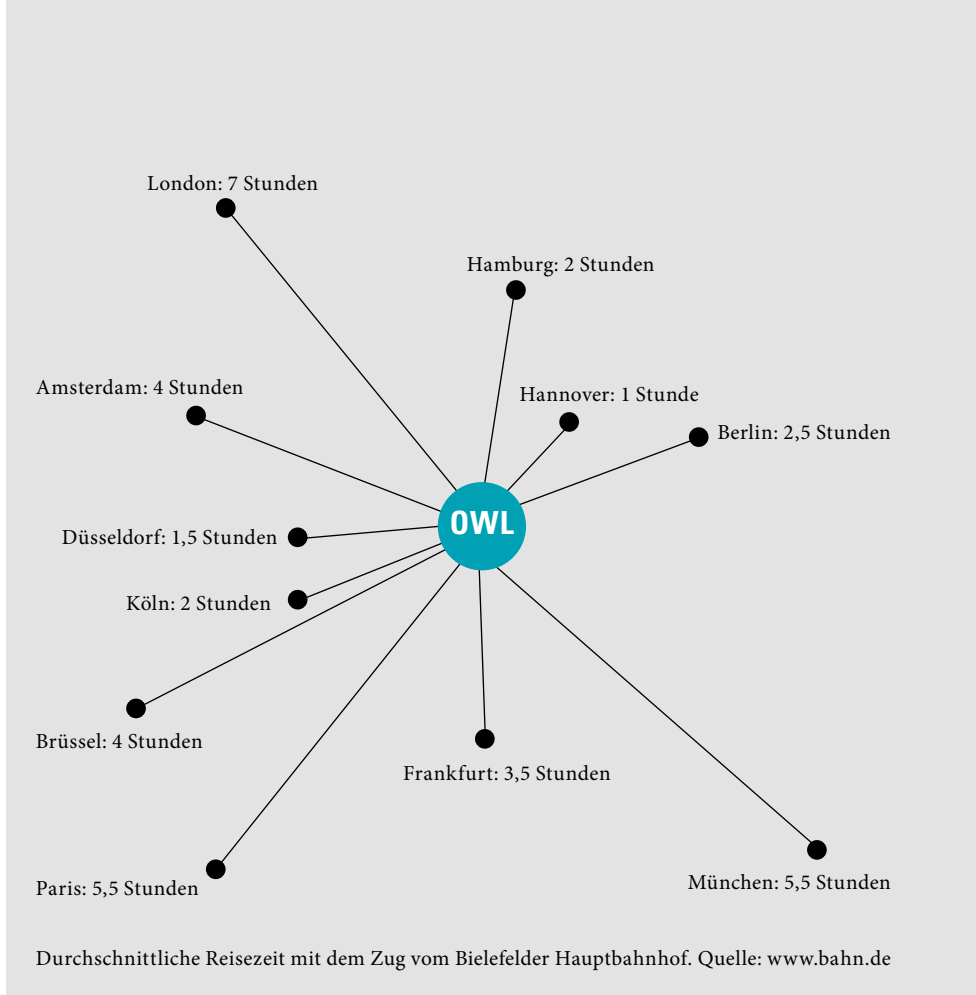 London: 7 Stunden
Hamburg: 2 Stunden
Amsterdam: 4 Stunden
Hannover: 1 Stunde
Berlin: 2,5 Stunden
OWL
Düsseldorf: 1,5 Stunden
Köln: 2 Stunden
Brüssel: 4 Stunden
Frankfurt: 3,5 Stunden
Paris: 5,5 Stunden
München: 5,5 Stunden
Durchschnittliche Reisezeit mit dem Zug vom Bielefelder Hauptbahnhof. Quelle: www.bahn.de